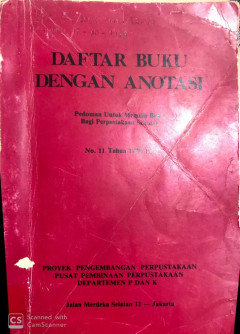 DAFTAR BUKU
DENGAN ANOTASI
Pedoman Untuk Memilih
Bagi Perpustakaan
No. 11 Tahun
PROYEK PENGEMBANGAN PERPUSTAKAAN
PUSAT PEMBINAAN PERPUSTAKAAN
DEPARTEMEN P DAN K
Jalan Merdeka Selatan 11 — Jakarta
CS Scanned with
CamScanner